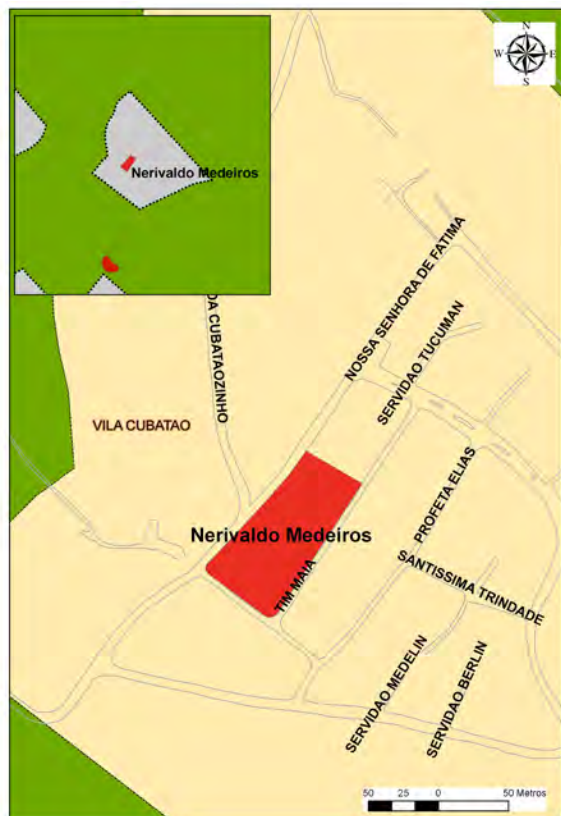 N
W E
S
Nerivaldo Medeiros
DA CUBATAOZINHO
NOSSA SENHORA DE FATIMA
SERVIDAO TUCUMAN
VILA CUBATAO
PROFETA ELIAS
Nerivaldo Medeiros
SANTISSIMA TRINDADE
TIM MAIA
SERVIDAO MEDELIN
SERVIDAO BERLIN
50 25 0 50 Metros